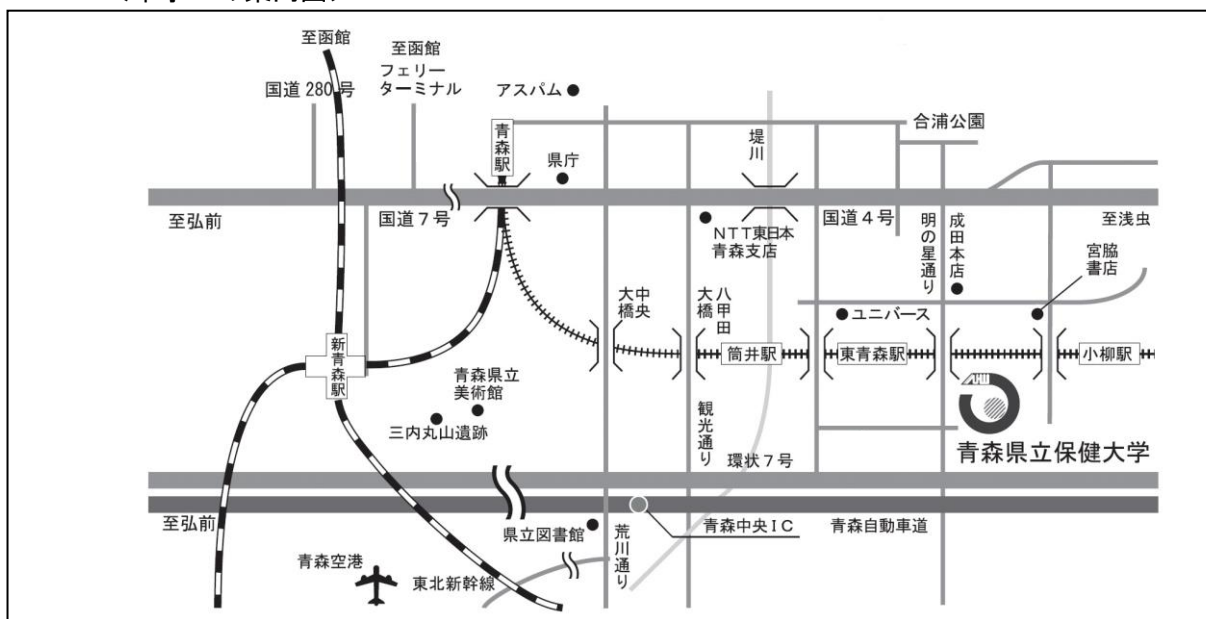 至函館
至函館
フェリー
ターミナル
国道280号
アスパム
青森駅
県庁
堤川
合浦公園
至弘前
国道7号
NTT東日本
青森支店
国道4号
明の星通り
成田本店
至浅虫
宮脇
書店
中央
大橋
八甲田
大橋
ユニバース
新青森駅
筒井駅
東青森駅
小柳駅
青森県立
美術館
三内丸山遺跡
観光通り
環状7号
青森県立保健大学
至弘前
県立図書館
荒川通り
青森中央IC
青森自動車道
青森空港
東北新幹線